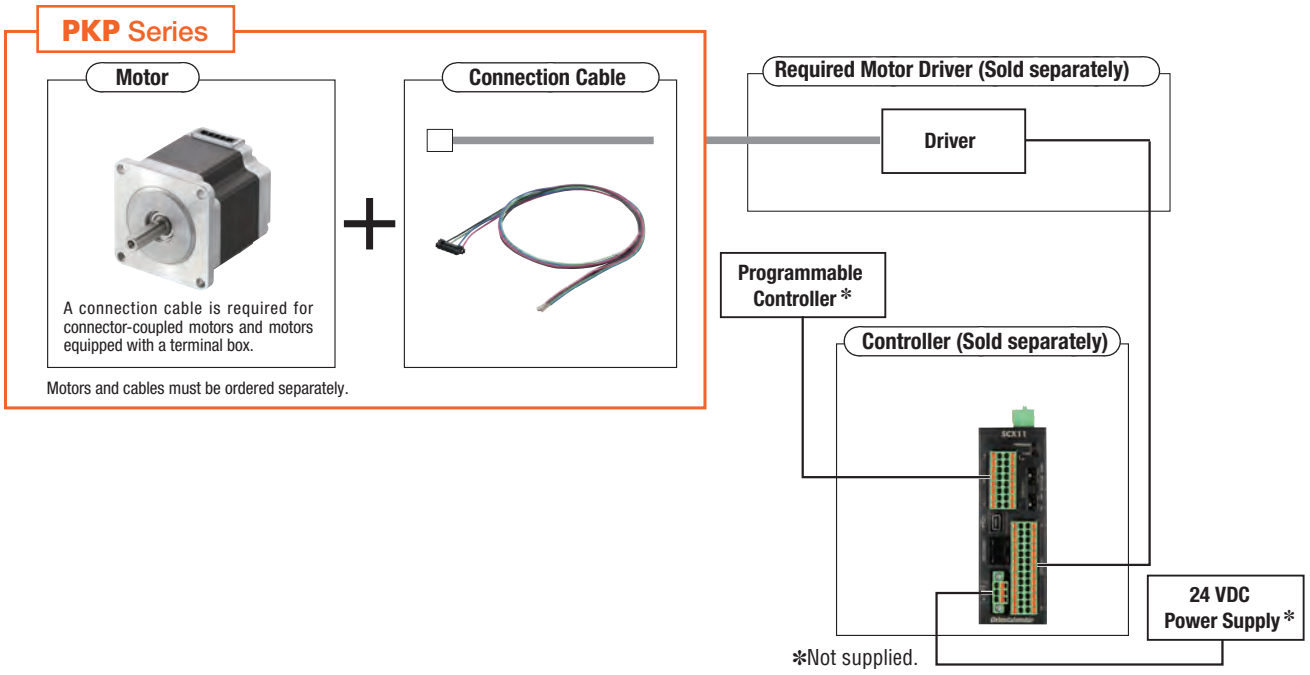 PKP Series
Motor
Connection Cable
Required Motor Driver (Sold separately)
Driver
A connection cable is required for
connector-coupled motors and motors
equipped with a terminal box.
Motors and cables must be ordered separately.
Programmable
Controller*
Controller (Sold separately)
SCX11
Orientalmotor
24 VDC
Power Supply*
*Not supplied.